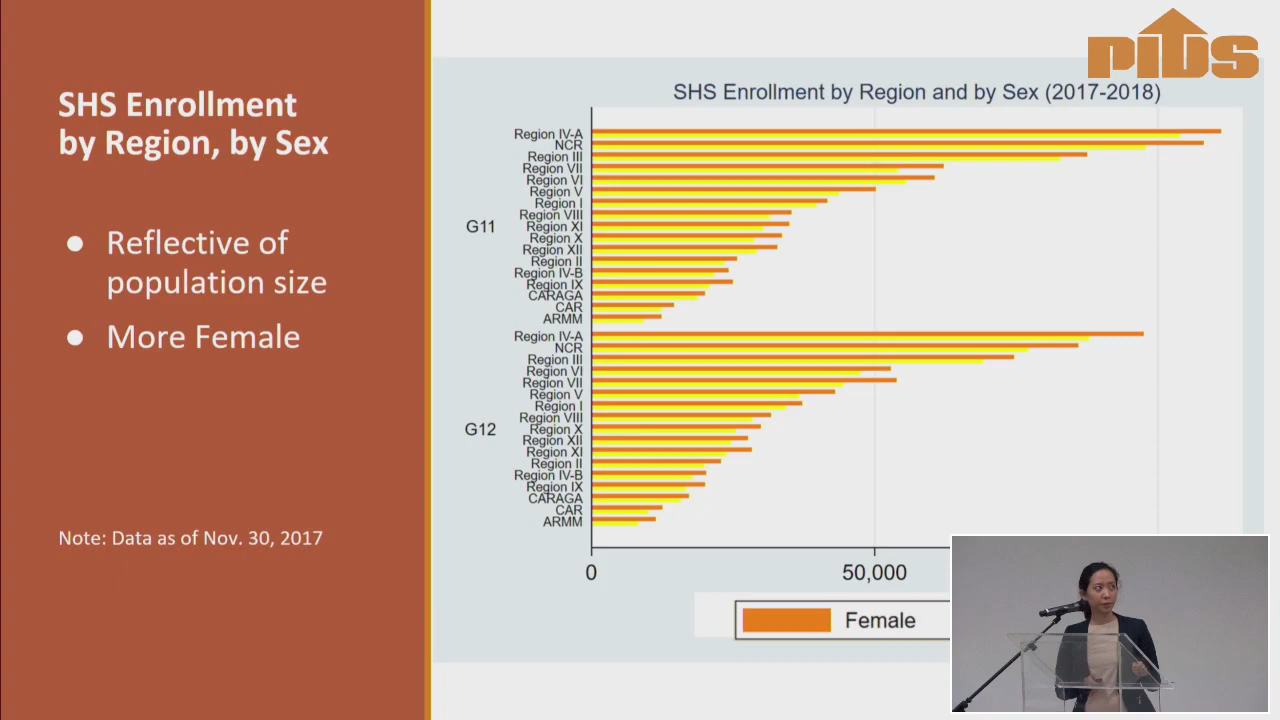 PIDS
SHS Enrollment
by Region, by Sex
● Reflective of
population size
● More Female
Note: Data as of Nov. 30, 2017
SHS Enrollment by Region and by Sex (2017-2018)
G11
Region IV-A
NCR
Region III
Region VII
Region VI
Region V
Region I
Region VIII
Region XI
Region X
Region XII
Region II
Region IV-B
Region IX
CARAGA
CAR
ARMM
G12
Region IV-A
NCR
Region III
Region VI
Region VII
Region V
Region I
Region VIII
Region X
Region XII
Region XI
Region II
Region IV-B
Region IX
CARAGA
CAR
ARMM
0 50,000
Female